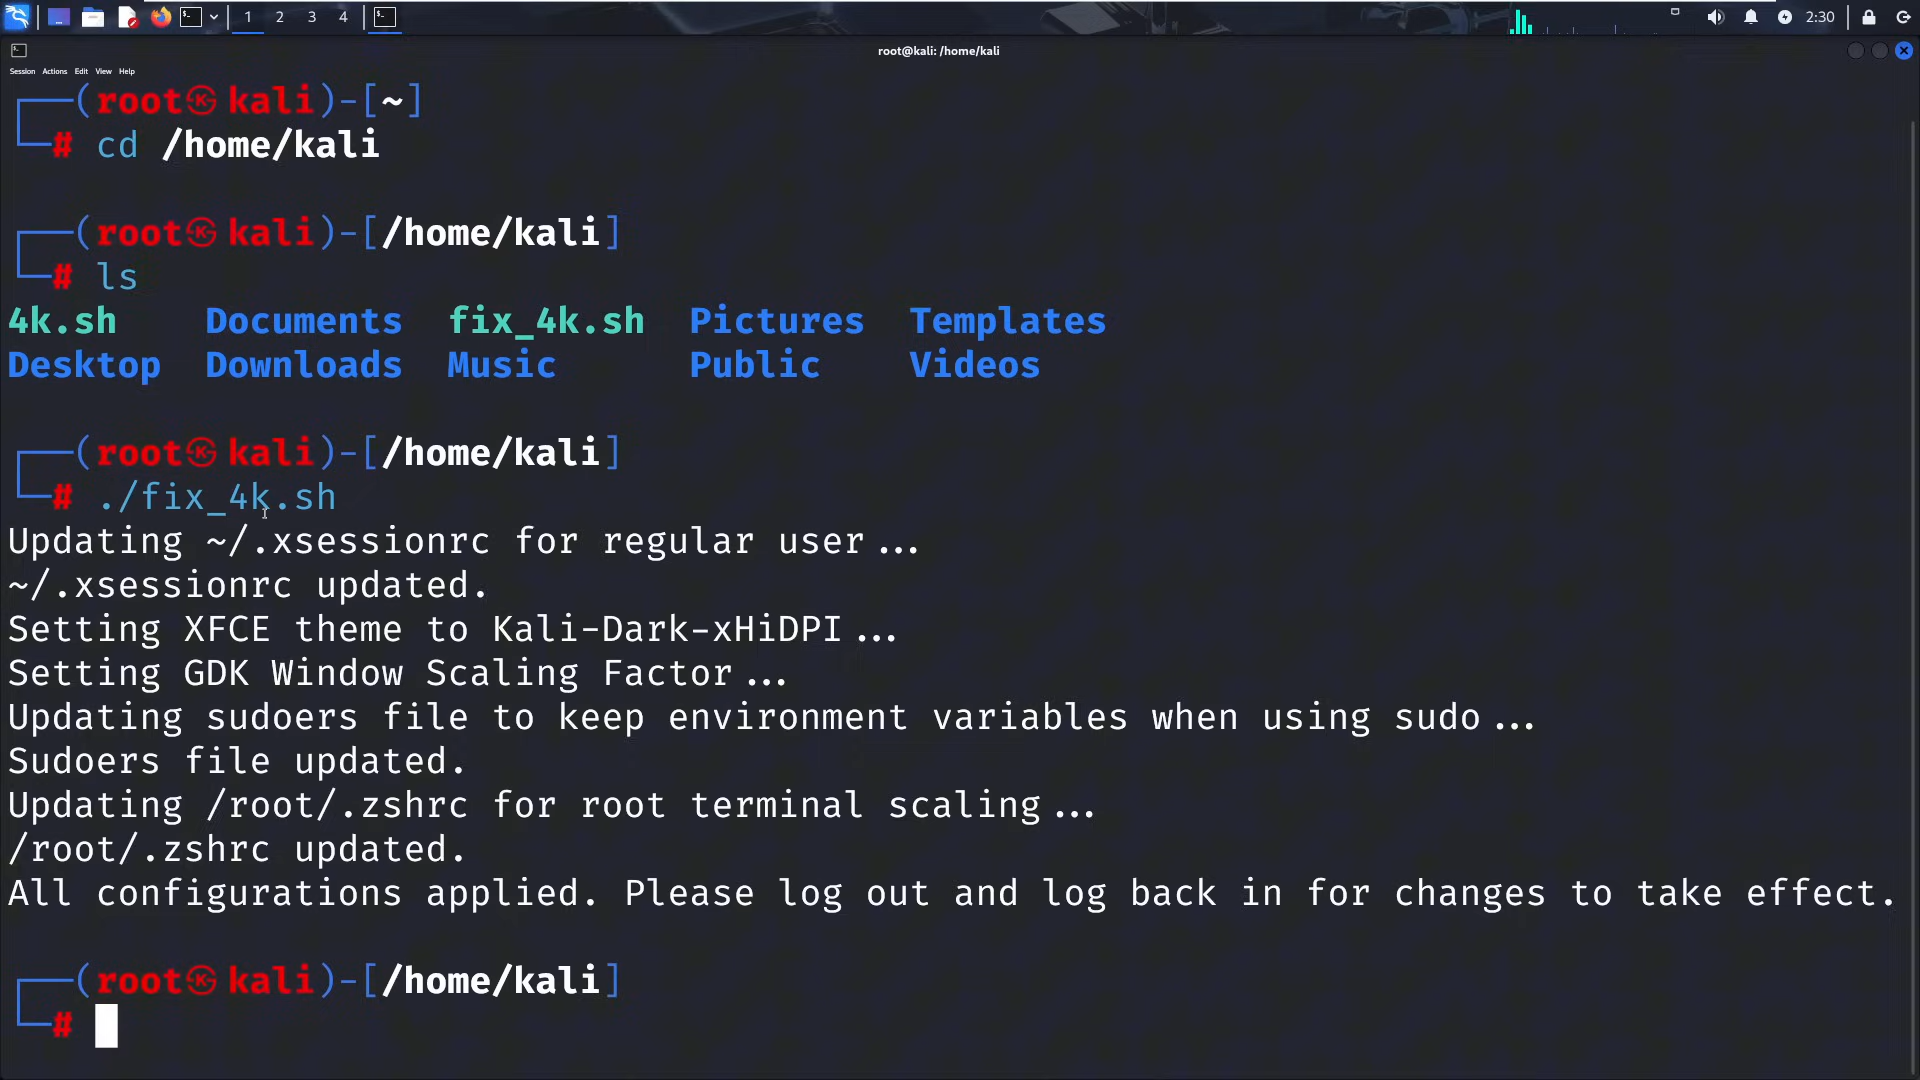 1 2 3 4 2:30
root@kali: /home/kali
Session Actions Edit View Help
┌──(root㉿kali)-[~]
└─# cd /home/kali
┌──(root㉿kali)-[/home/kali]
└─# ls
4k.sh Documents fix_4k.sh Pictures Templates
Desktop Downloads Music Public Videos
┌──(root㉿kali)-[/home/kali]
└─# ./fix_4k.sh
Updating ~/.xsessionrc for regular user...
~/.xsessionrc updated.
Setting XFCE theme to Kali-Dark-xHiDPI...
Setting GDK Window Scaling Factor...
Updating sudoers file to keep environment variables when using sudo...
Sudoers file updated.
Updating /root/.zshrc for root terminal scaling...
/root/.zshrc updated.
All configurations applied. Please log out and log back in for changes to take effect.
┌──(root㉿kali)-[/home/kali]
└─#